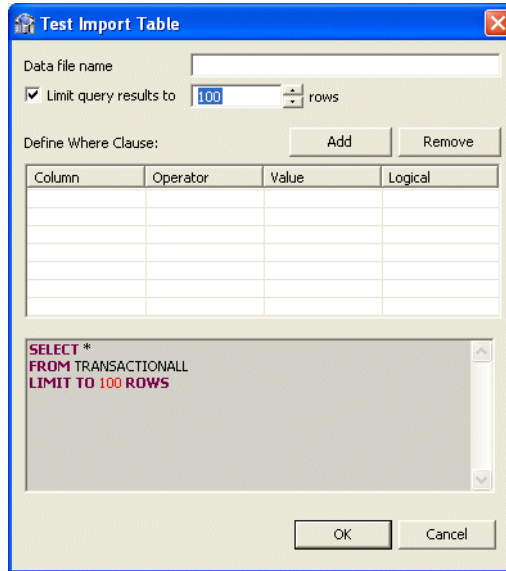 Test Import Table
Data file name
Limit query results to 100 rows
Define Where Clause: Add Remove
Column Operator Value Logical
SELECT *
FROM TRANSACTIONALL
LIMIT TO 100 ROWS
OK Cancel